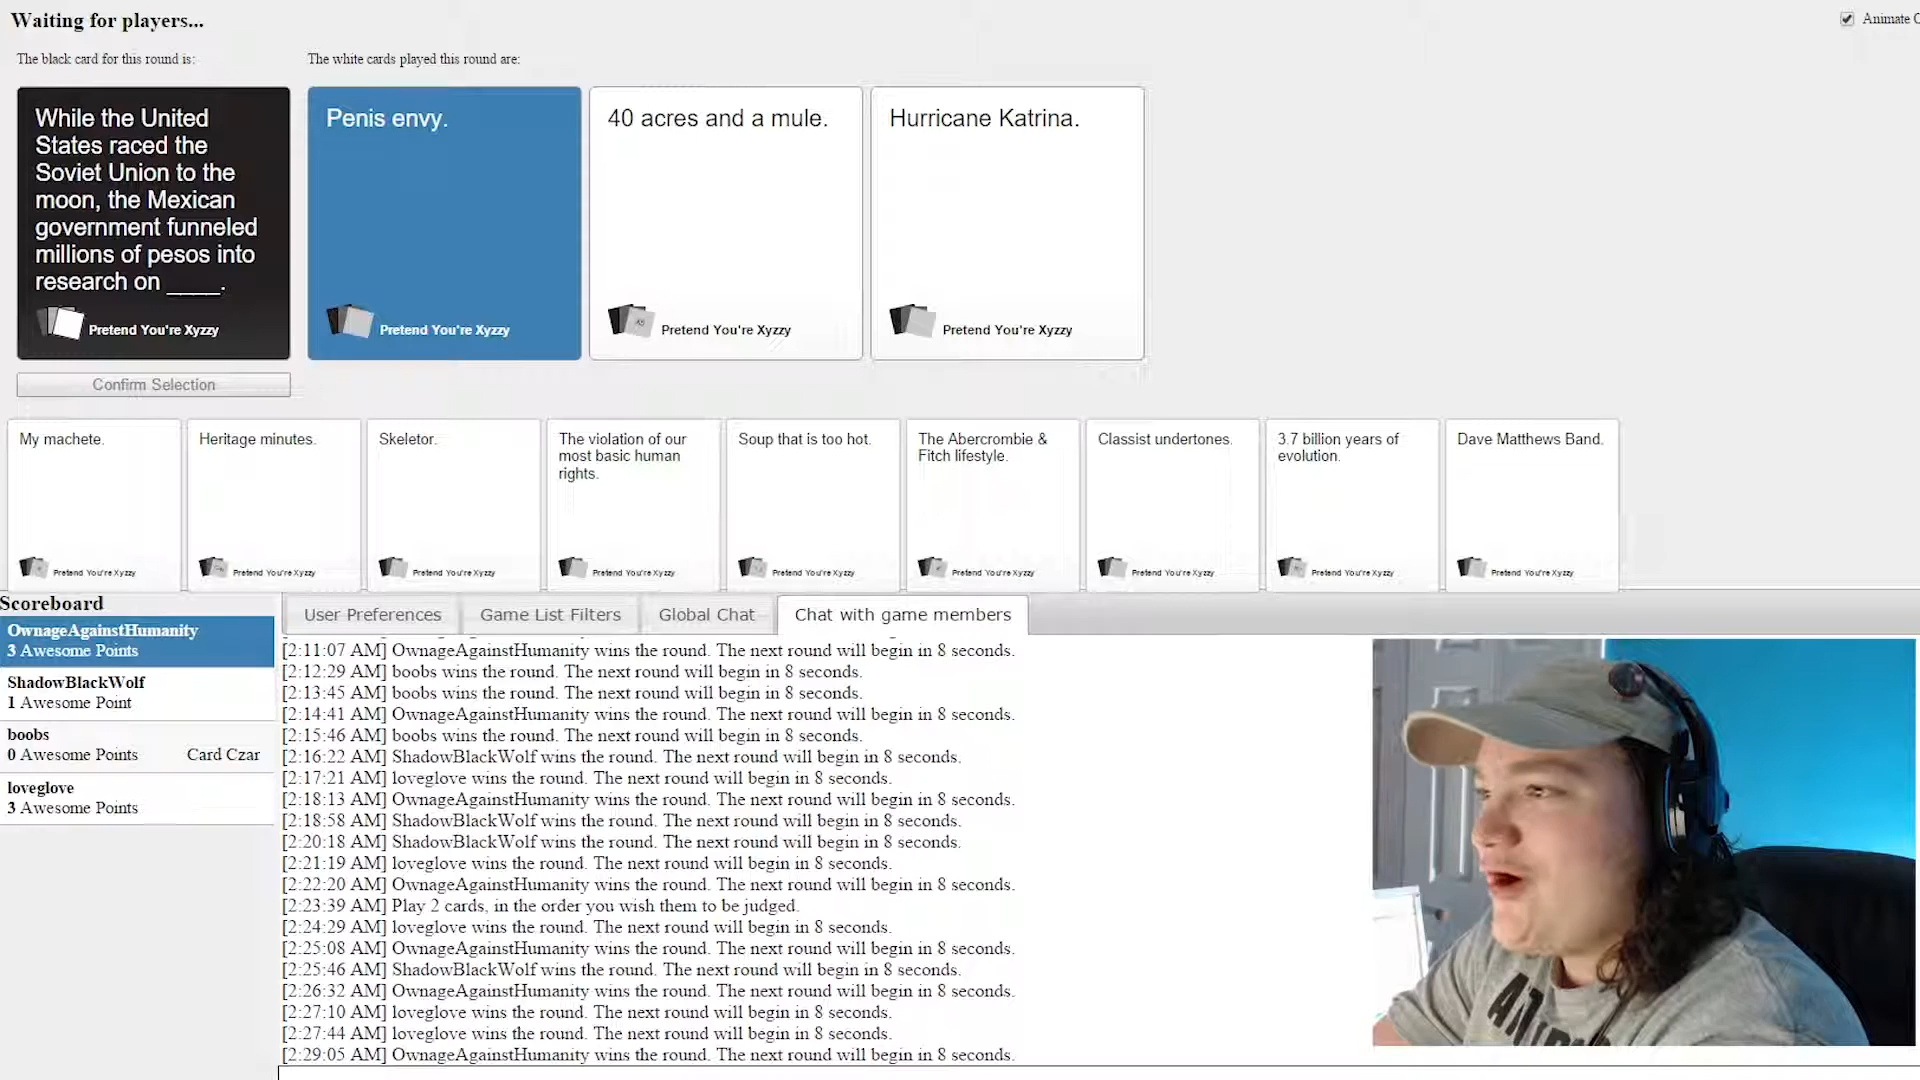 Waiting for players...
Animate
The black card for this round is:
The white cards played this round are:
While the United
States raced the
Soviet Union to the
moon, the Mexican
government funneled
millions of pesos into
research on ____.
Pretend You're Xyzzy
Penis envy.
Pretend You're Xyzzy
40 acres and a mule.
Pretend You're Xyzzy
Hurricane Katrina.
Pretend You're Xyzzy
Confirm Selection
My machete.
Pretend You're Xyzzy
Heritage minutes.
Pretend You're Xyzzy
Skeletor.
Pretend You're Xyzzy
The violation of our
most basic human
rights.
Pretend You're Xyzzy
Soup that is too hot.
Pretend You're Xyzzy
The Abercrombie &
Fitch lifestyle.
Pretend You're Xyzzy
Classist undertones.
Pretend You're Xyzzy
3.7 billion years of
evolution.
Pretend You're Xyzzy
Dave Matthews Band.
Pretend You're Xyzzy
Scoreboard
OwnageAgainstHumanity
3 Awesome Points
ShadowBlackWolf
1 Awesome Point
boobs
0 Awesome Points Card Czar
loveglove
3 Awesome Points
User Preferences
Game List Filters
Global Chat
Chat with game members
[2:11:07 AM] OwnageAgainstHumanity wins the round. The next round will begin in 8 seconds.
[2:12:29 AM] boobs wins the round. The next round will begin in 8 seconds.
[2:13:45 AM] boobs wins the round. The next round will begin in 8 seconds.
[2:14:41 AM] OwnageAgainstHumanity wins the round. The next round will begin in 8 seconds.
[2:15:46 AM] boobs wins the round. The next round will begin in 8 seconds.
[2:16:22 AM] ShadowBlackWolf wins the round. The next round will begin in 8 seconds.
[2:17:21 AM] loveglove wins the round. The next round will begin in 8 seconds.
[2:18:13 AM] OwnageAgainstHumanity wins the round. The next round will begin in 8 seconds.
[2:18:58 AM] ShadowBlackWolf wins the round. The next round will begin in 8 seconds.
[2:20:18 AM] ShadowBlackWolf wins the round. The next round will begin in 8 seconds.
[2:21:19 AM] loveglove wins the round. The next round will begin in 8 seconds.
[2:22:20 AM] OwnageAgainstHumanity wins the round. The next round will begin in 8 seconds.
[2:23:39 AM] Play 2 cards, in the order you wish them to be judged.
[2:24:29 AM] loveglove wins the round. The next round will begin in 8 seconds.
[2:25:08 AM] OwnageAgainstHumanity wins the round. The next round will begin in 8 seconds.
[2:25:46 AM] ShadowBlackWolf wins the round. The next round will begin in 8 seconds.
[2:26:32 AM] OwnageAgainstHumanity wins the round. The next round will begin in 8 seconds.
[2:27:10 AM] loveglove wins the round. The next round will begin in 8 seconds.
[2:27:44 AM] loveglove wins the round. The next round will begin in 8 seconds.
[2:29:05 AM] OwnageAgainstHumanity wins the round. The next round will begin in 8 seconds.